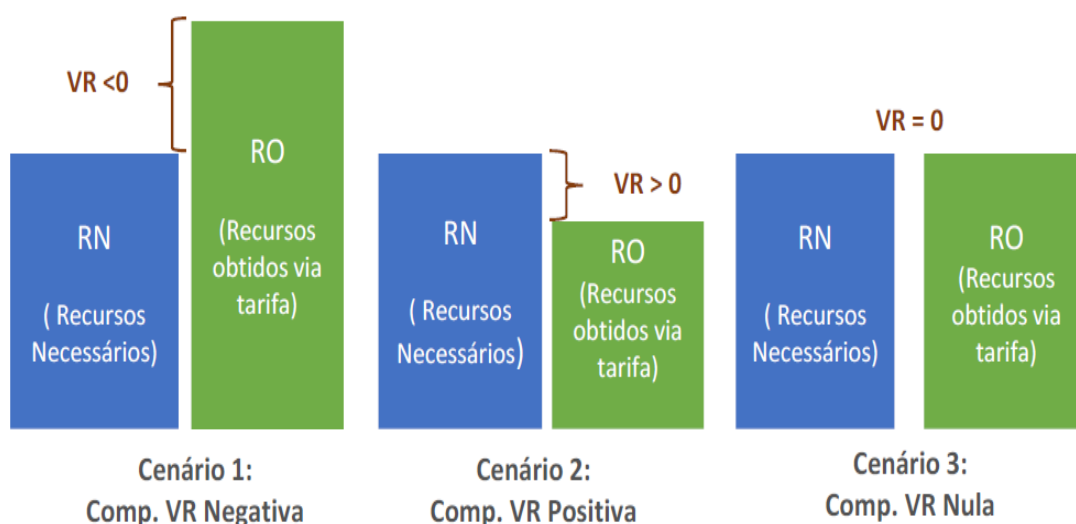 VR <0
RN
( Recursos
Necessários)
RO
(Recursos
obtidos via
tarifa)
Cenário 1:
Comp. VR Negativa
RN
( Recursos
Necessários)
VR > 0
RO
(Recursos
obtidos via
tarifa)
Cenário 2:
Comp. VR Positiva
VR = 0
RN
( Recursos
Necessários)
RO
(Recursos
obtidos via
tarifa)
Cenário 3:
Comp. VR Nula